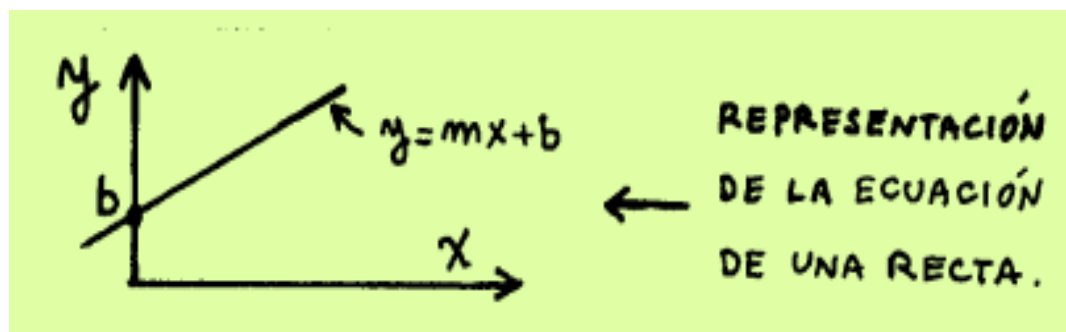 y
y=mx+b
b
x
REPRESENTACIÓN
DE LA ECUACIÓN
DE UNA RECTA.